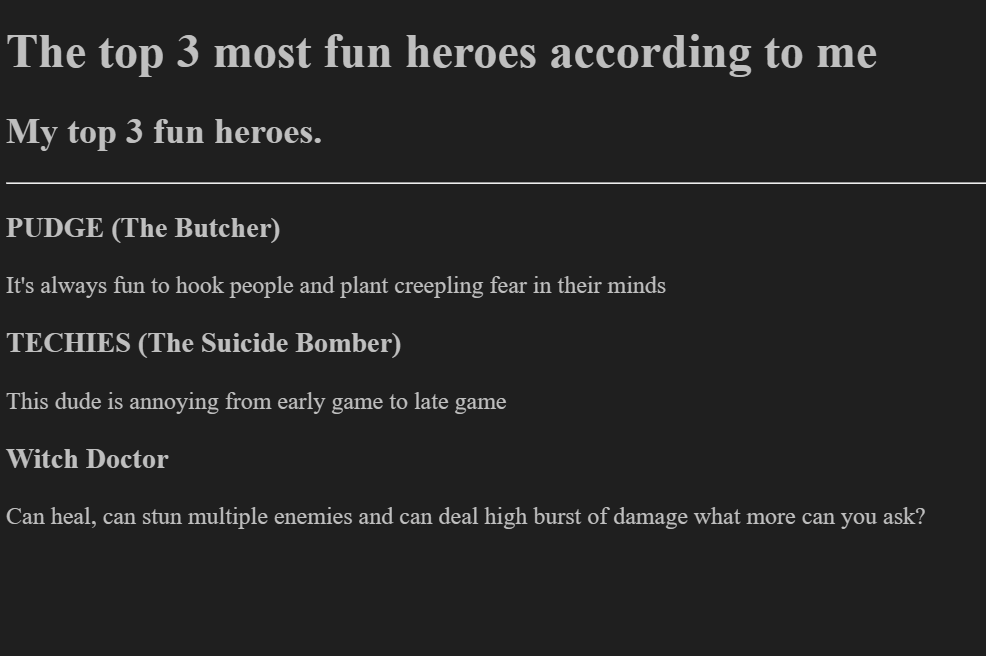 The top 3 most fun heroes according to me
My top 3 fun heroes.
PUDGE (The Butcher)
It's always fun to hook people and plant creepling fear in their minds
TECHIES (The Suicide Bomber)
This dude is annoying from early game to late game
Witch Doctor
Can heal, can stun multiple enemies and can deal high burst of damage what more can you ask?